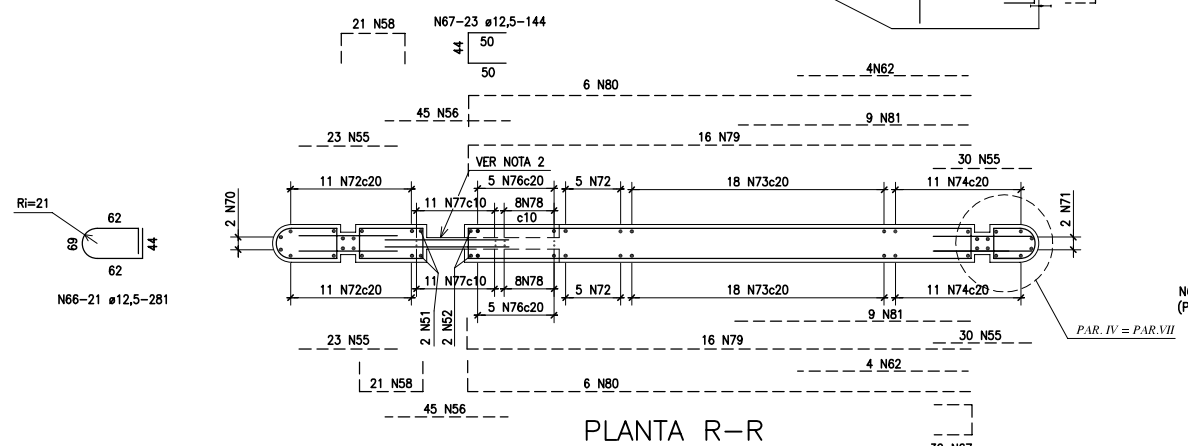 21 N58
N67-23 ø12,5-144
44
50
50
4N62
6 N80
45 N56
9 N81
23 N55
16 N79
VER NOTA 2
30 N55
11 N72c20
5 N76c20
5 N72
18 N73c20
11 N74c20
Ri=21
2 N70
11 N77c10
8N78
c10
2 N71
62
69
44
62
N66-21 ø12,5-281
11 N77c10
8N78
11 N72c20
5 N72
18 N73c20
11 N74c20
5 N76c20
2 N51
2 N52
9 N81
PAR. IV = PAR.VII
23 N55
16 N79
30 N55
4 N62
21 N58
6 N80
45 N56
PLANTA R-R